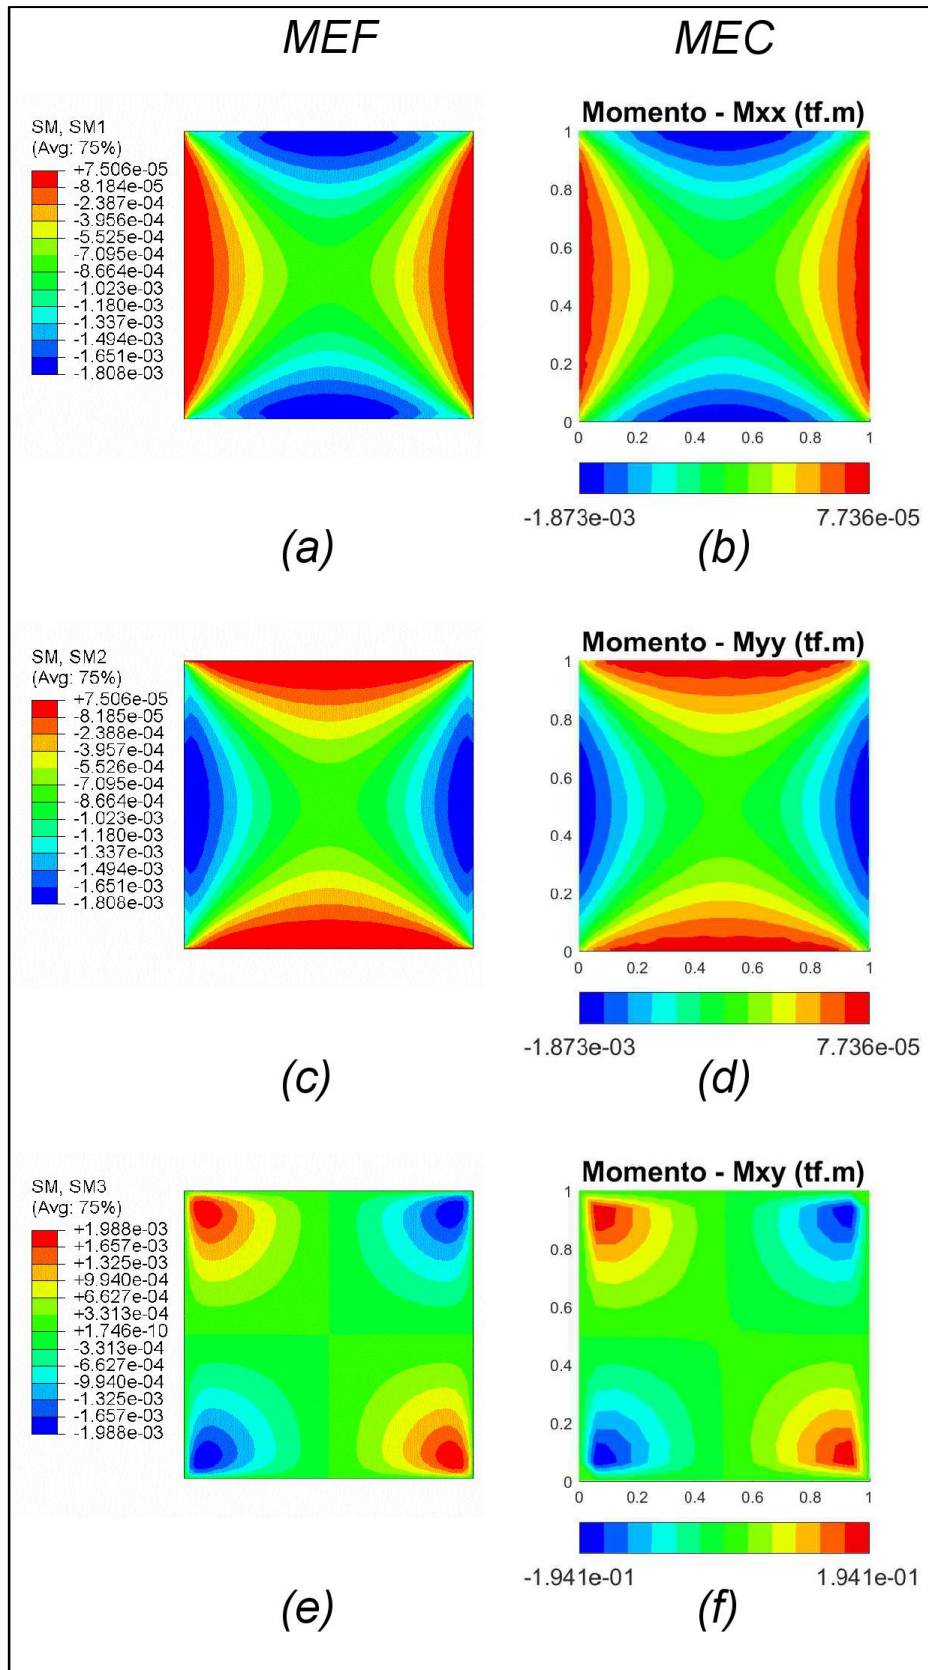 MEF MEC
SM, SM1
(Avg: 75%)
+7.506e-05
-8.184e-05
-2.387e-04
-3.956e-04
-5.525e-04
-7.095e-04
-8.664e-04
-1.023e-03
-1.180e-03
-1.337e-03
-1.494e-03
-1.651e-03
-1.808e-03
Momento - Mxx (tf.m)
1
0.8
0.6
0.4
0.2
0
0 0.2 0.4 0.6 0.8 1
-1.873e-03 7.736e-05
(a) (b)
SM, SM2
(Avg: 75%)
+7.506e-05
-8.185e-05
-2.388e-04
-3.957e-04
-5.526e-04
-7.095e-04
-8.664e-04
-1.023e-03
-1.180e-03
-1.337e-03
-1.494e-03
-1.651e-03
-1.808e-03
Momento - Myy (tf.m)
1
0.8
0.6
0.4
0.2
0
0 0.2 0.4 0.6 0.8 1
-1.873e-03 7.736e-05
(c) (d)
SM, SM3
(Avg: 75%)
+1.988e-03
+1.657e-03
+1.325e-03
+9.940e-04
+6.627e-04
+3.313e-04
+1.746e-10
-3.313e-04
-6.627e-04
-9.940e-04
-1.325e-03
-1.657e-03
-1.988e-03
Momento - Mxy (tf.m)
1
0.8
0.6
0.4
0.2
0
0 0.2 0.4 0.6 0.8 1
-1.941e-01 1.941e-01
(e) (f)